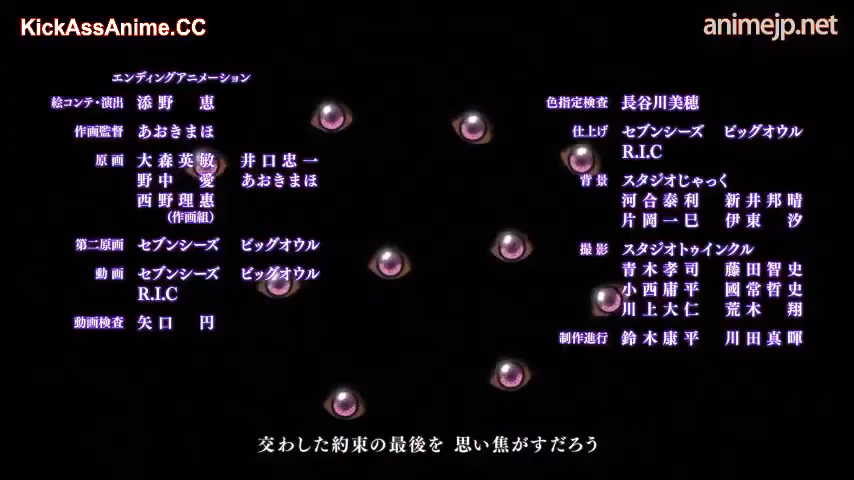 KickAssAnime.CC
animejp.net
エンディングアニメーション
絵コンテ・演出 添野 恵
作画監督 あおきまほ
原画 大森英敏 井口忠一
野中 愛 あおきまほ
西野理恵
(作画組)
第二原画 セブンシーズ ビッグオウル
動画 セブンシーズ ビッグオウル
R.I.C
動画検査 矢口 円
色指定検査 長谷川美穂
仕上げ セブンシーズ ビッグオウル
R.I.C
背景 スタジオじゃっく
河合泰利 新井邦晴
片岡一巳 伊東 汐
撮影 スタジオトゥインクル
青木孝司 藤田智史
小西庸平 國常哲史
川上大仁 荒木 翔
制作進行 鈴木康平 川田真暉
交わした約束の最後を 思い焦がすだろう